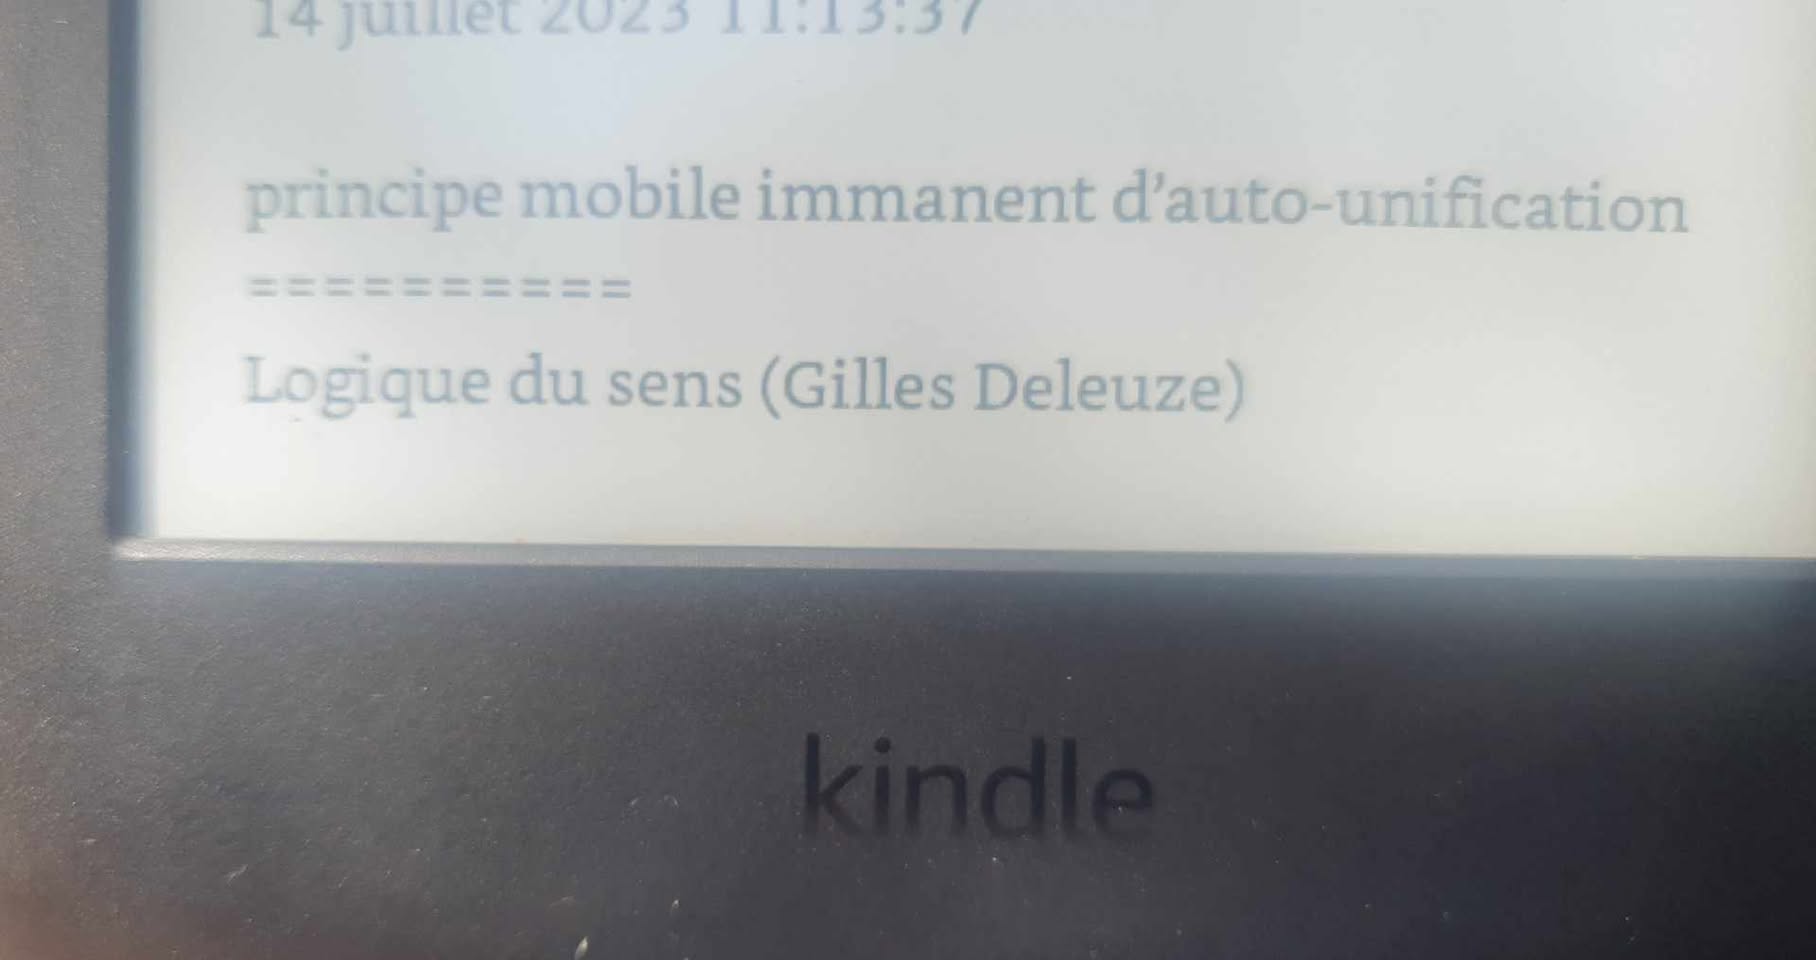 14 juillet 2023 11:13:37
principe mobile immanent d’auto-unification
==========
Logique du sens (Gilles Deleuze)
kindle